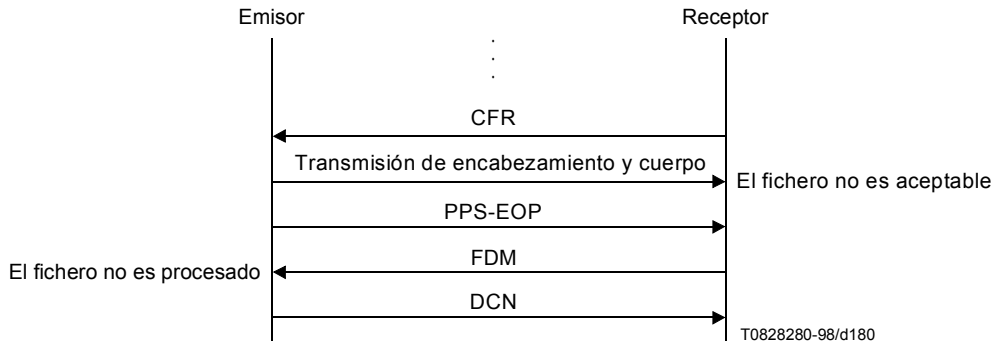 Emisor
Receptor
CFR
Transmisión de encabezamiento y cuerpo
El fichero no es aceptable
PPS-EOP
FDM
El fichero no es procesado
DCN
T0828280-98/d180